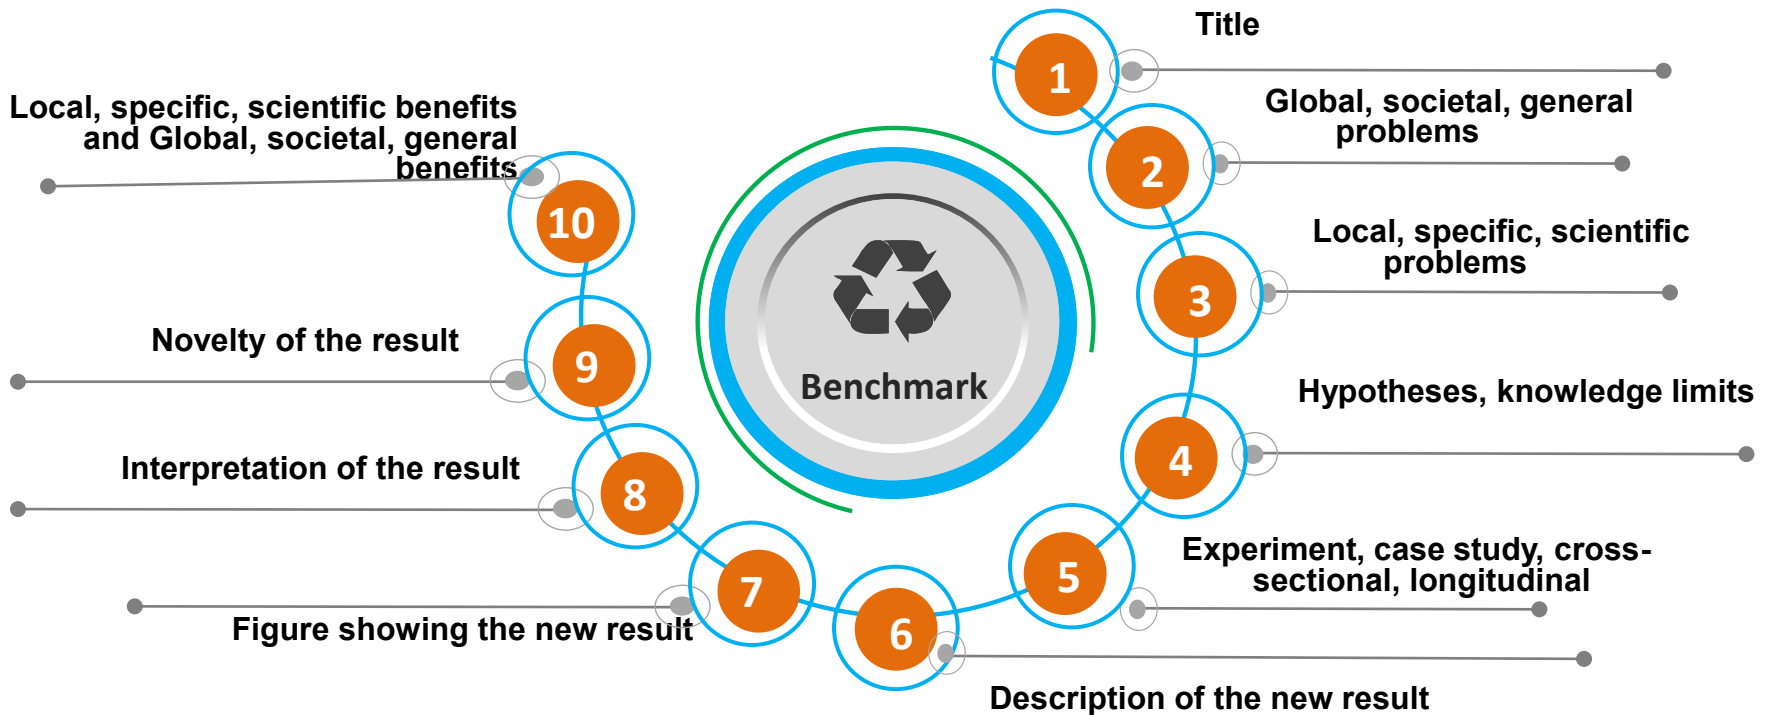 1
Title
2
Global, societal, general
problems
3
Local, specific, scientific
problems
4
Hypotheses, knowledge limits
5
Experiment, case study, cross-
sectional, longitudinal
6
Description of the new result
7
Figure showing the new result
8
Interpretation of the result
9
Novelty of the result
10
Local, specific, scientific benefits
and Global, societal, general
benefits
Benchmark